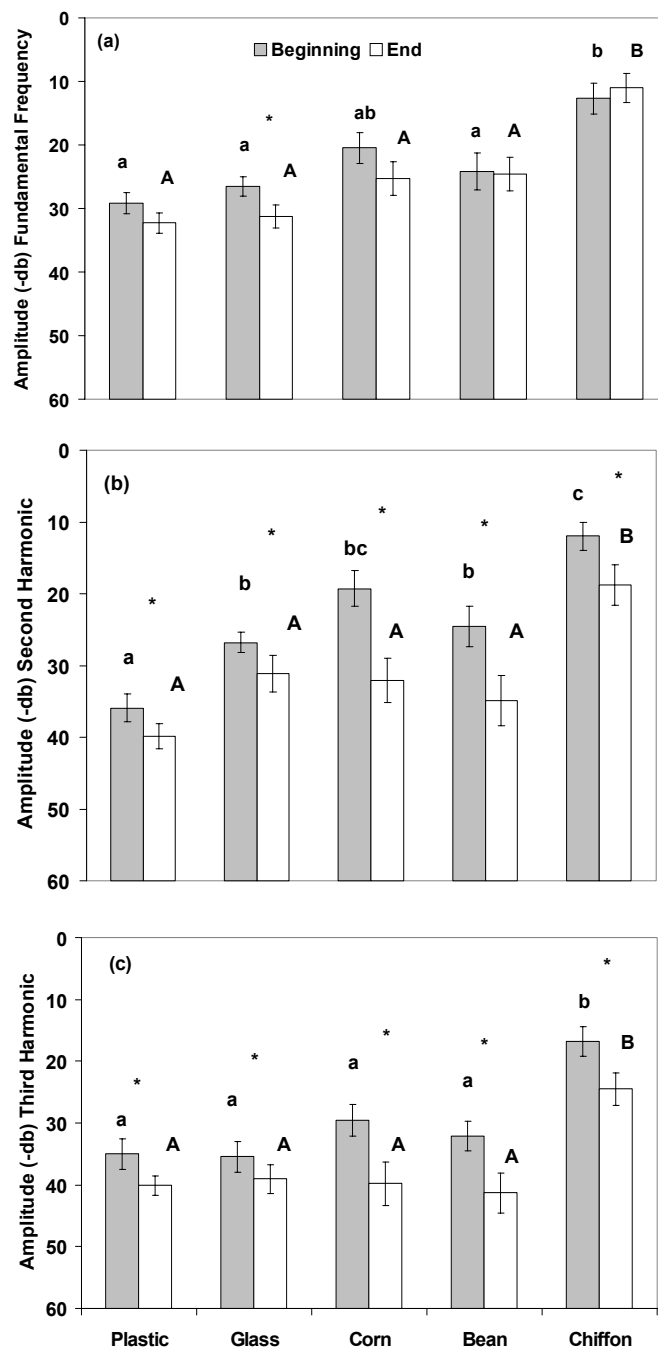 (a)
Beginning End
Amplitude (-db) Fundamental Frequency
0
10
20
30
40
50
60
a A a * A ab A a A b B
(b)
Amplitude (-db) Second Harmonic
0
10
20
30
40
50
60
a * A b * A bc * A b * A c * B
(c)
Amplitude (-db) Third Harmonic
0
10
20
30
40
50
60
a * A a * A a * A a * A b * B
Plastic Glass Corn Bean Chiffon